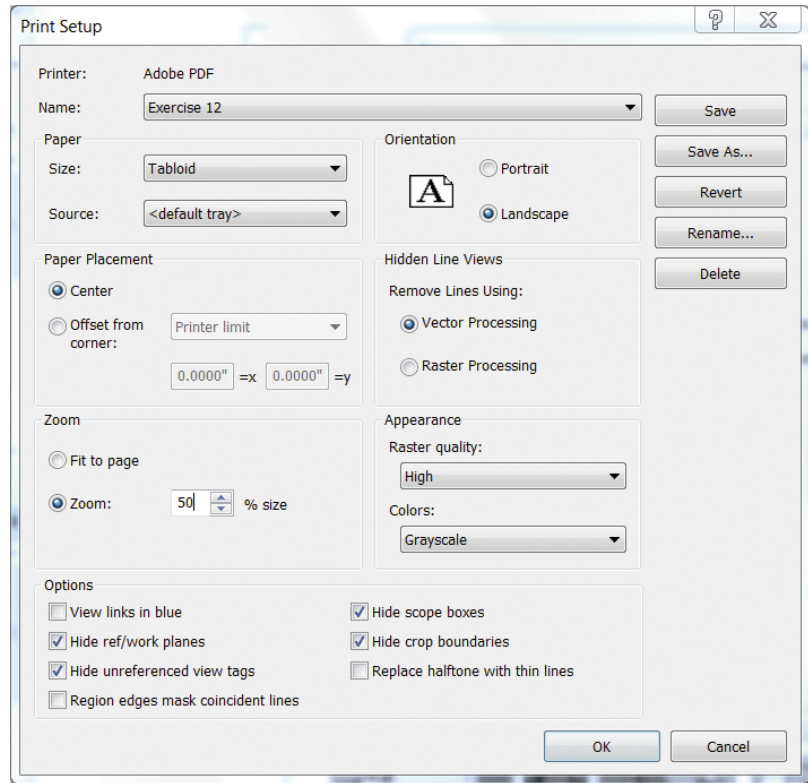 Print Setup
Printer: Adobe PDF
Name: Exercise 12
Save
Paper
Size: Tabloid
Source: <default tray>
Orientation
A
Portrait
Landscape
Save As...
Revert
Rename...
Delete
Paper Placement
Center
Offset from
corner:
Printer limit
0.0000" =x 0.0000" =y
Hidden Line Views
Remove Lines Using:
Vector Processing
Raster Processing
Zoom
Fit to page
Zoom: 50 % size
Appearance
Raster quality:
High
Colors:
Grayscale
Options
View links in blue
Hide ref/work planes
Hide unreferenced view tags
Region edges mask coincident lines
Hide scope boxes
Hide crop boundaries
Replace halftone with thin lines
OK
Cancel